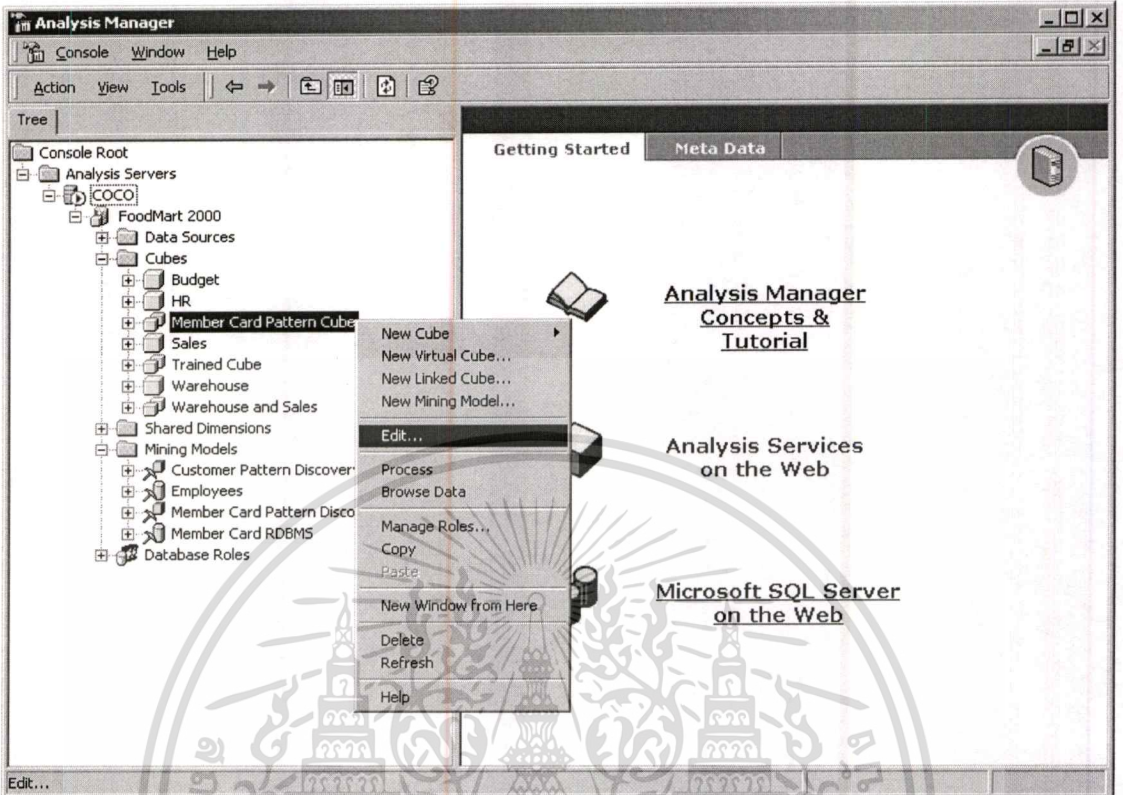 Analysis Manager
Console Window Help
Action View Tools
Tree
Console Root
Analysis Servers
COCO
FoodMart 2000
Data Sources
Cubes
Budget
HR
Member Card Pattern Cube
Sales
Trained Cube
Warehouse
Warehouse and Sales
Shared Dimensions
Mining Models
Customer Pattern Discover
Employees
Member Card Pattern Disco
Member Card RDBMS
Database Roles
New Cube
New Virtual Cube...
New Linked Cube...
New Mining Model...
Edit...
Process
Browse Data
Manage Roles...
Copy
Paste
New Window from Here
Delete
Refresh
Help
Getting Started Meta Data
Analysis Manager
Concepts &
Tutorial
Analysis Services
on the Web
Microsoft SQL Server
on the Web
Edit...